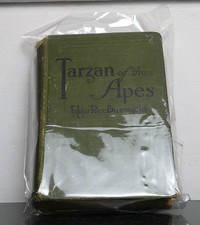 Tarzan of the
Apes
Edgar Rice Burroughs